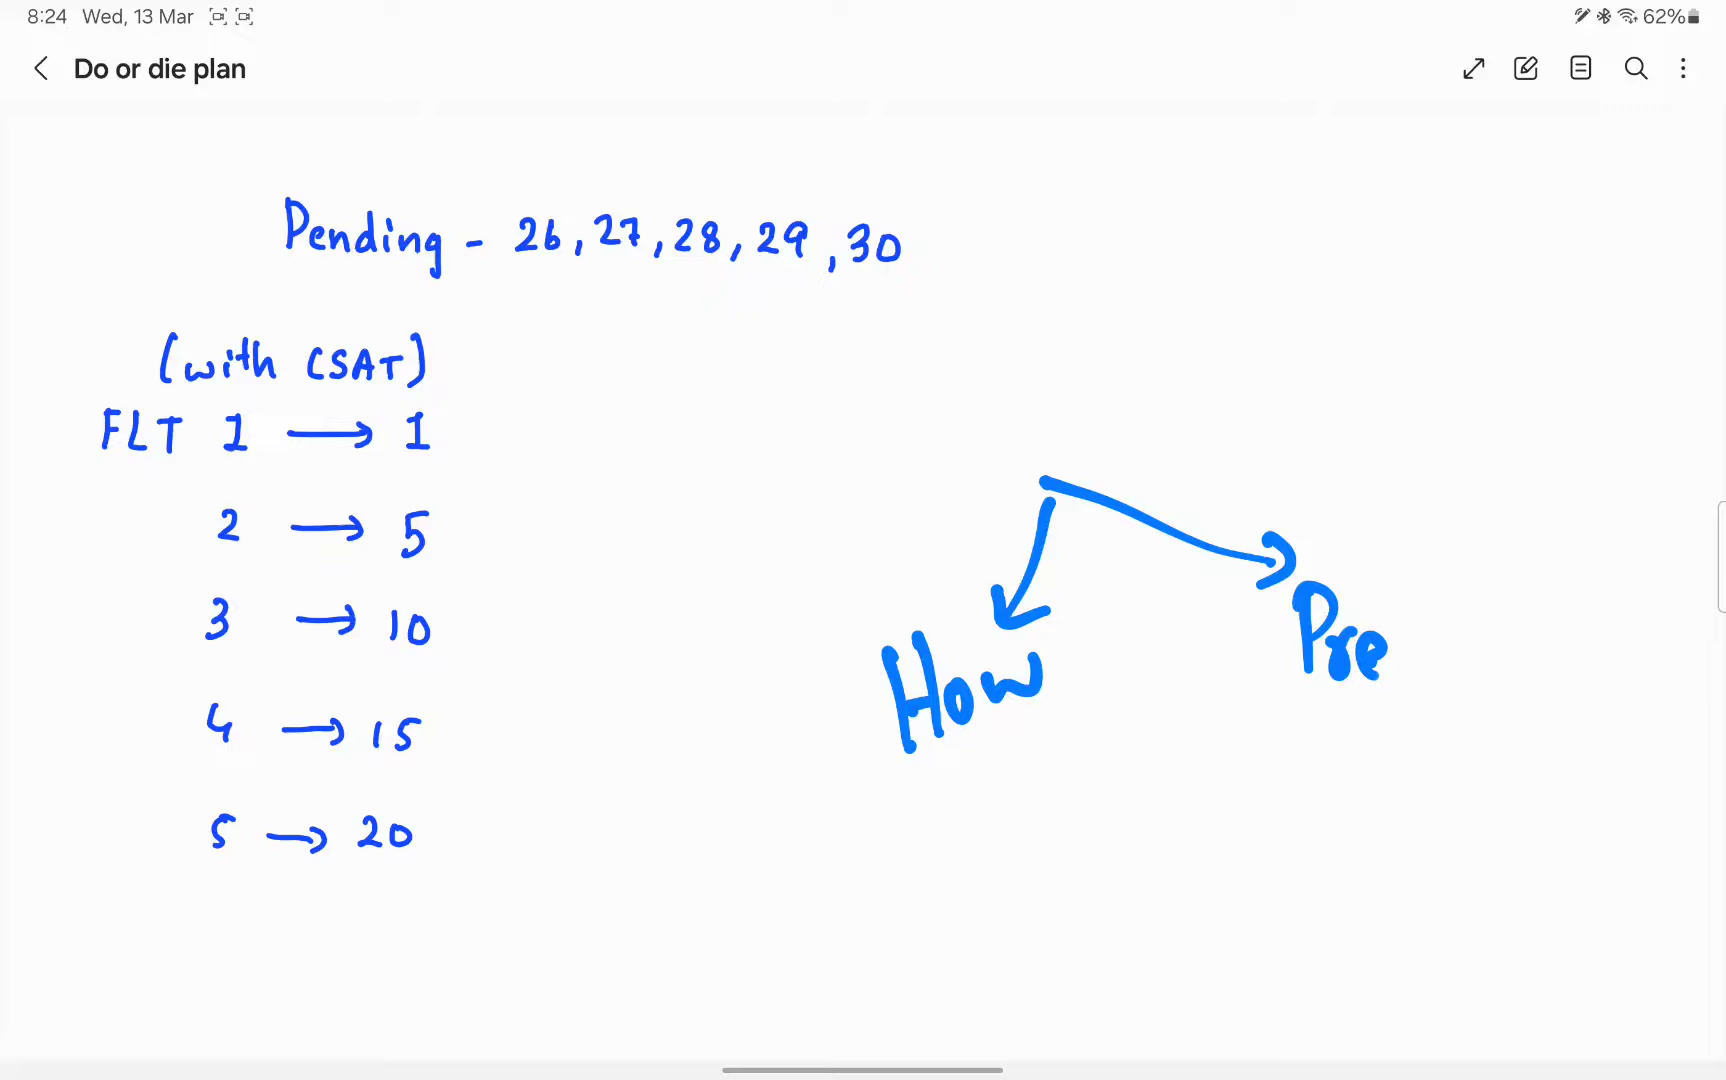 8:24 Wed, 13 Mar 62%
Do or die plan
Pending - 26, 27, 28, 29, 30
(with CSAT)
FLT 1 → 1
2 → 5
3 → 10
4 → 15
5 → 20
How
Pre